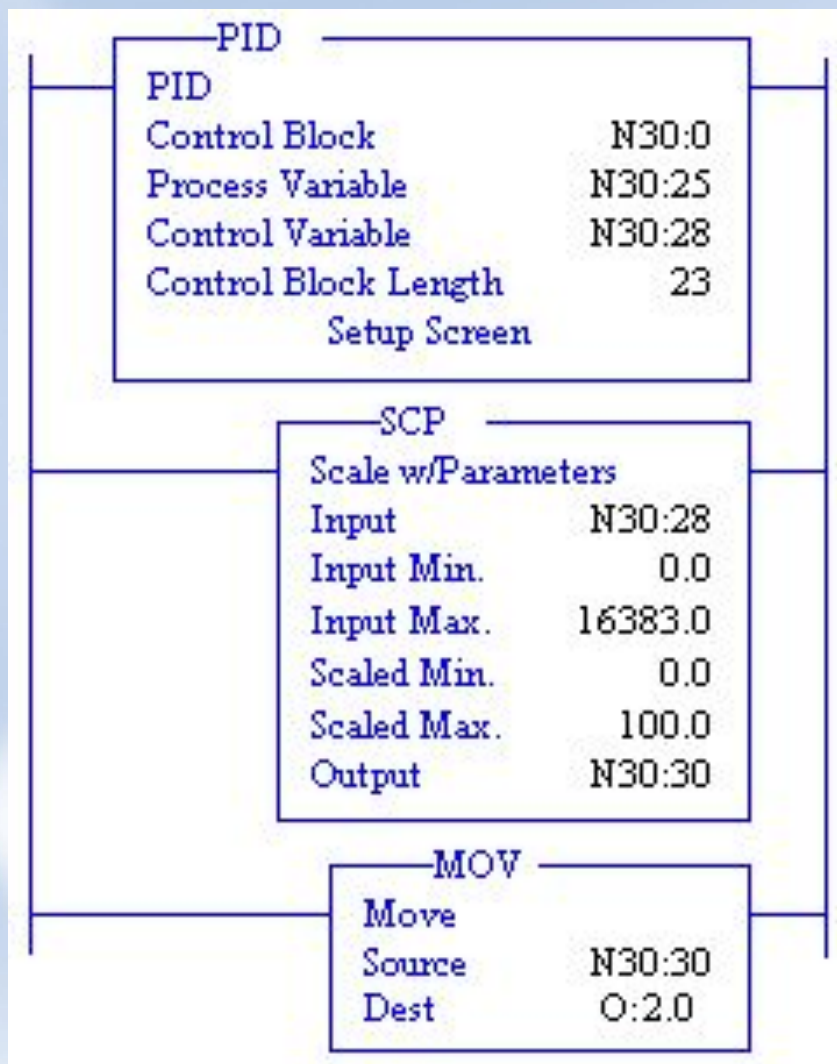 PID
PID
Control Block N30:0
Process Variable N30:25
Control Variable N30:28
Control Block Length 23
Setup Screen
SCP
Scale w/Parameters
Input N30:28
Input Min. 0.0
Input Max. 16383.0
Scaled Min. 0.0
Scaled Max. 100.0
Output N30:30
MOV
Move
Source N30:30
Dest O:2.0